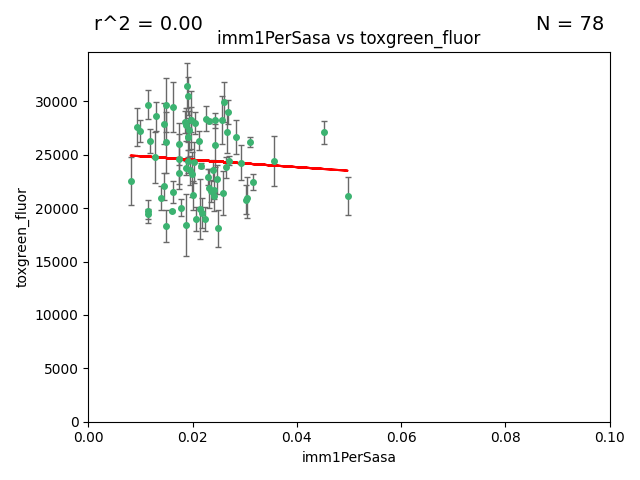 r^2 = 0.00
N = 78
imm1PerSasa vs toxgreen_fluor
toxgreen_fluor
30000
25000
20000
15000
10000
5000
0
0.00
0.02
0.04
0.06
0.08
0.10
imm1PerSasa